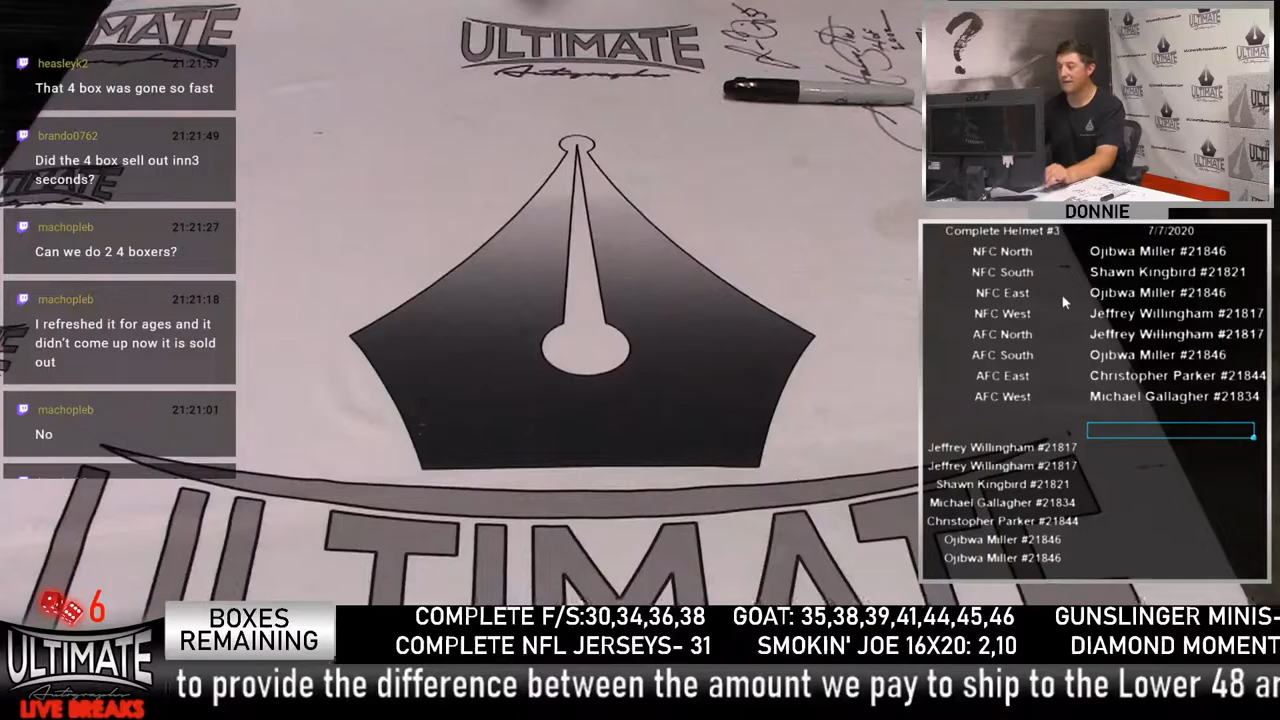 ULTIMATE
heasleyk2 21:21:57
That 4 box was gone so fast
brando0762 21:21:49
Did the 4 box sell out inn3
seconds?
machopleb 21:21:27
Can we do 2 4 boxers?
machopleb 21:21:18
I refreshed it for ages and it
didn't come up now it is sold
out
machopleb 21:21:01
No
ULTIMATE
Autographs
DONNIE
Complete Helmet #3 7/7/2020
NFC North Ojibwa Miller #21846
NFC South Shawn Kingbird #21821
NFC East Ojibwa Miller #21846
NFC West Jeffrey Willingham #21817
AFC North Jeffrey Willingham #21817
AFC South Ojibwa Miller #21846
AFC East Christopher Parker #21844
AFC West Michael Gallagher #21834
Jeffrey Willingham #21817
Jeffrey Willingham #21817
Shawn Kingbird #21821
Michael Gallagher #21834
Christopher Parker #21844
Ojibwa Miller #21846
Ojibwa Miller #21846
ULTIMATE
6
ULTIMATE
Autographs
LIVE BREAKS
BOXES
REMAINING
COMPLETE F/S:30,34,36,38 GOAT: 35,38,39,41,44,45,46 GUNSLINGER MINIS-
COMPLETE NFL JERSEYS- 31 SMOKIN' JOE 16X20: 2,10 DIAMOND MOMENT
to provide the difference between the amount we pay to ship to the Lower 48 an